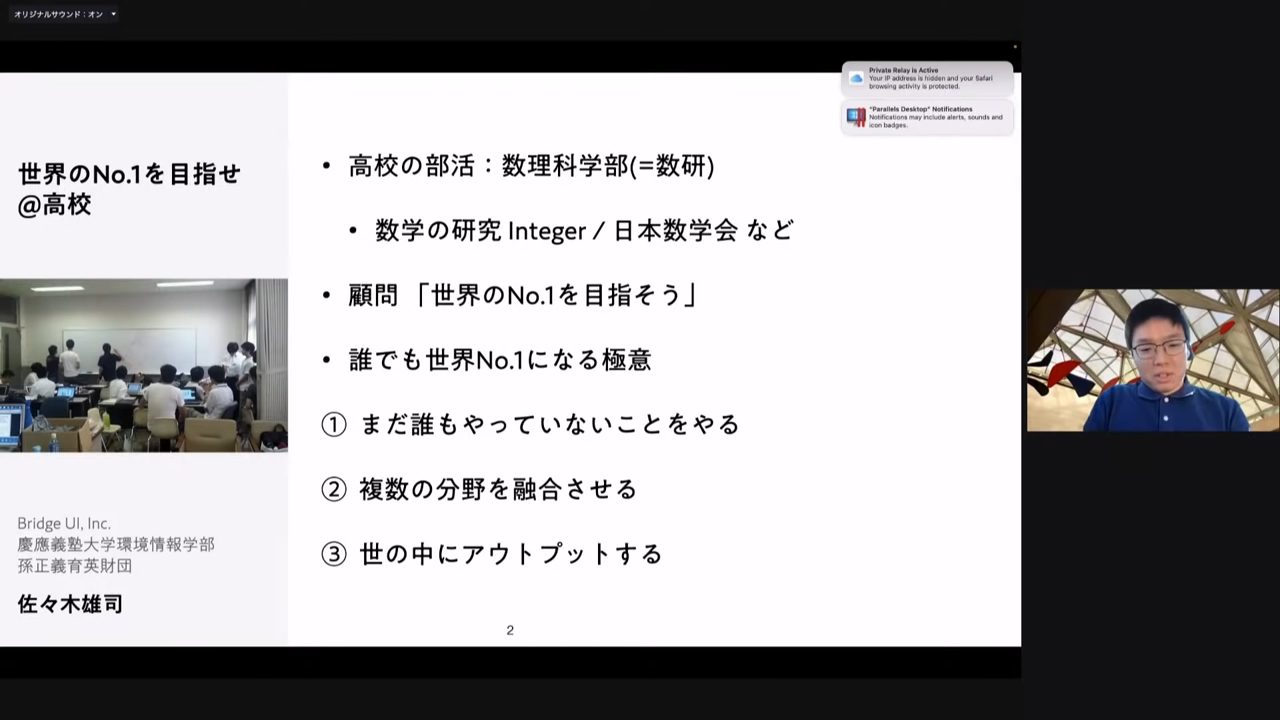 オリジナルサウンド：オン
Private Relay is Active
Your IP address is hidden and your Safari
browsing activity is protected.
"Parallels Desktop" Notifications
Notifications may include alerts, sounds and
icon badges.
世界のNo.1を目指せ
@高校
• 高校の部活：数理科学部(=数研)
• 数学の研究 Integer / 日本数学会 など
• 顧問 「世界のNo.1を目指そう」
• 誰でも世界No.1になる極意
① まだ誰もやっていないことをやる
② 複数の分野を融合させる
③ 世の中にアウトプットする
Bridge UI, Inc.
慶應義塾大学環境情報学部
孫正義育英財団
佐々木雄司
2